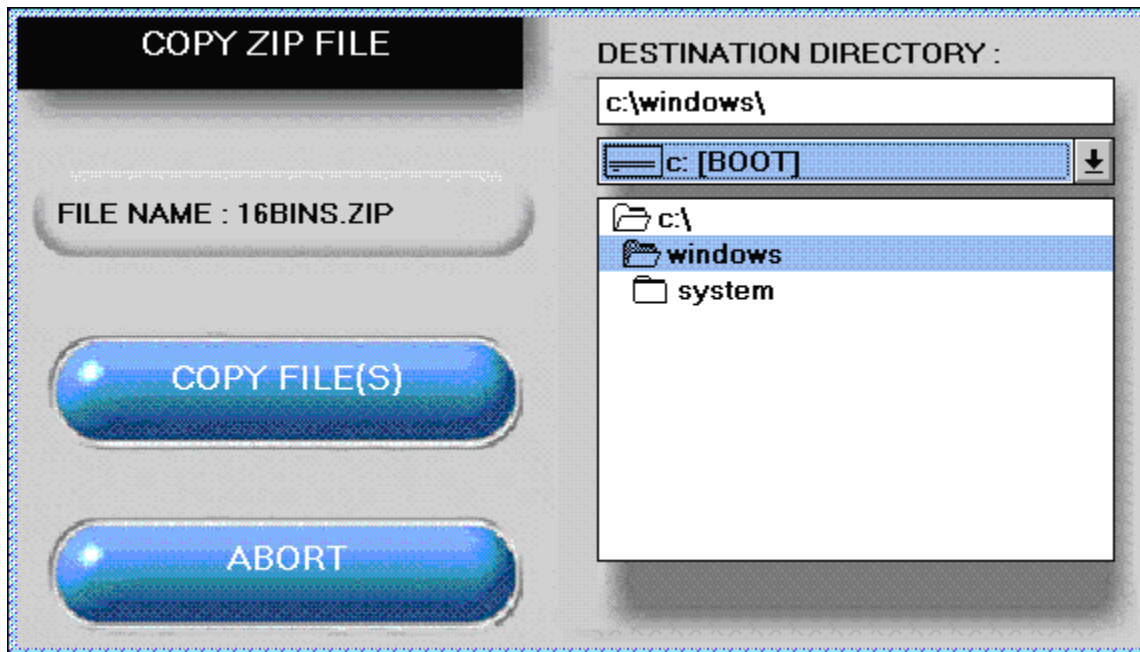 COPY ZIP FILE
FILE NAME : 16BINS.ZIP
COPY FILE(S)
ABORT
DESTINATION DIRECTORY :
c:\windows\
c: [BOOT]
c:\
windows
system